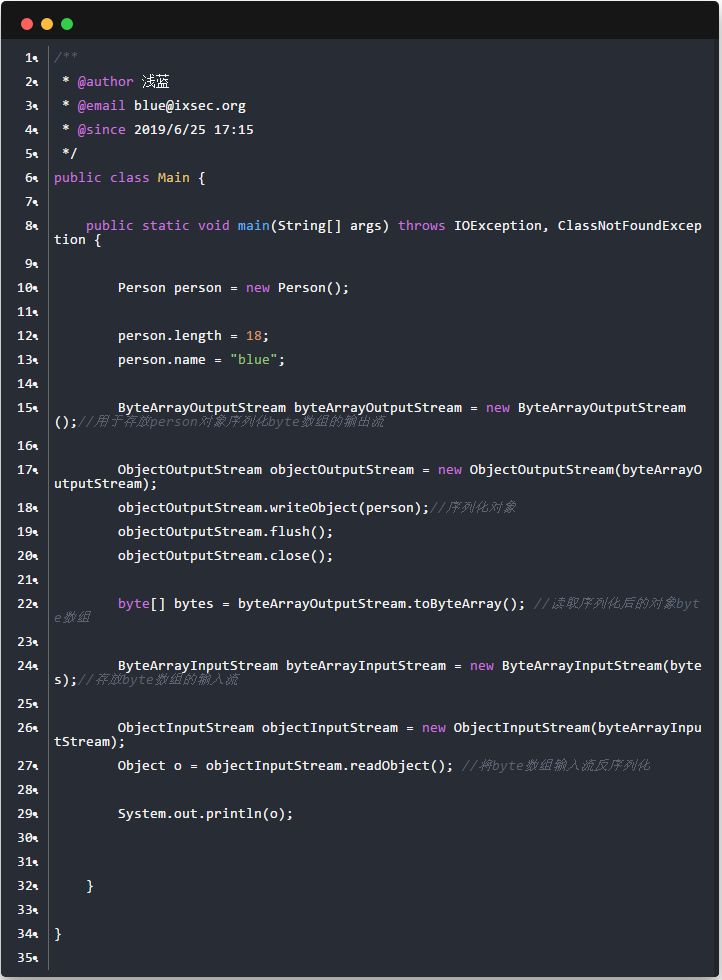 1 /**
2  * @author 浅蓝
3  * @email blue@ixsec.org
4  * @since 2019/6/25 17:15
5  */
6 public class Main {
7
8     public static void main(String[] args) throws IOException, ClassNotFoundExcep
tion {
9
10         Person person = new Person();
11
12         person.length = 18;
13         person.name = "blue";
14
15         ByteArrayOutputStream byteArrayOutputStream = new ByteArrayOutputStream
();//用于存放person对象序列化byte数组的输出流
16
17         ObjectOutputStream objectOutputStream = new ObjectOutputStream(byteArrayO
utputStream);
18         objectOutputStream.writeObject(person);//序列化对象
19         objectOutputStream.flush();
20         objectOutputStream.close();
21
22         byte[] bytes = byteArrayOutputStream.toByteArray(); //读取序列化后的对象byt
e数组
23
24         ByteArrayInputStream byteArrayInputStream = new ByteArrayInputStream(byte
s);//存放byte数组的输入流
25
26         ObjectInputStream objectInputStream = new ObjectInputStream(byteArrayInpu
tStream);
27         Object o = objectInputStream.readObject(); //将byte数组输入流反序列化
28
29         System.out.println(o);
30
31
32     }
33
34 }
35